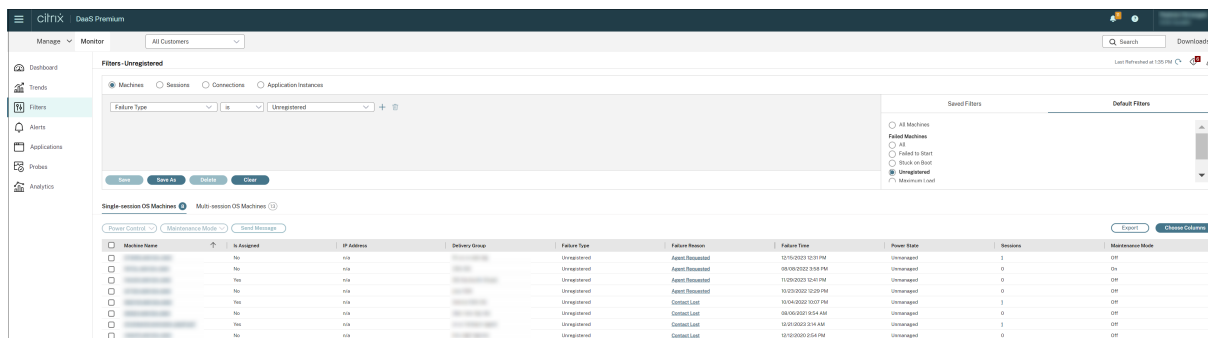 citrix DaaS Premium
Manage Monitor All Customers Search Downloads
Dashboard
Trends
Filters
Alerts
Applications
Probes
Analytics
Filters - Unregistered Last Refreshed at 1:35 PM
Machines Sessions Connections Application Instances
Failure Type is Unregistered
Saved Filters Default Filters
All Machines
Failed Machines
All
Failed to Start
Stuck on Boot
Unregistered
Maximum Load
Save Save As Delete Clear
Single-session OS Machines 8 Multi-session OS Machines 13
Power Control Maintenance Mode Send Message Export Choose Columns
Machine Name Is Assigned IP Address Delivery Group Failure Type Failure Reason Failure Time Power State Sessions Maintenance Mode
No n/a Unregistered Agent Requested 12/15/2023 12:31 PM Unmanaged 1 Off
No n/a Unregistered Agent Requested 08/08/2022 3:58 PM Unmanaged 0 On
Yes n/a Unregistered Agent Requested 11/29/2023 12:41 PM Unmanaged 0 Off
No n/a Unregistered Agent Requested 10/23/2022 12:29 PM Unmanaged 0 Off
Yes n/a Unregistered Contact Lost 10/04/2022 10:07 PM Unmanaged 1 Off
No n/a Unregistered Contact Lost 09/06/2021 9:54 AM Unmanaged 0 Off
Yes n/a Unregistered Contact Lost 12/21/2023 3:14 AM Unmanaged 1 Off
No n/a Unregistered Contact Lost 12/12/2020 2:54 PM Unmanaged 0 Off